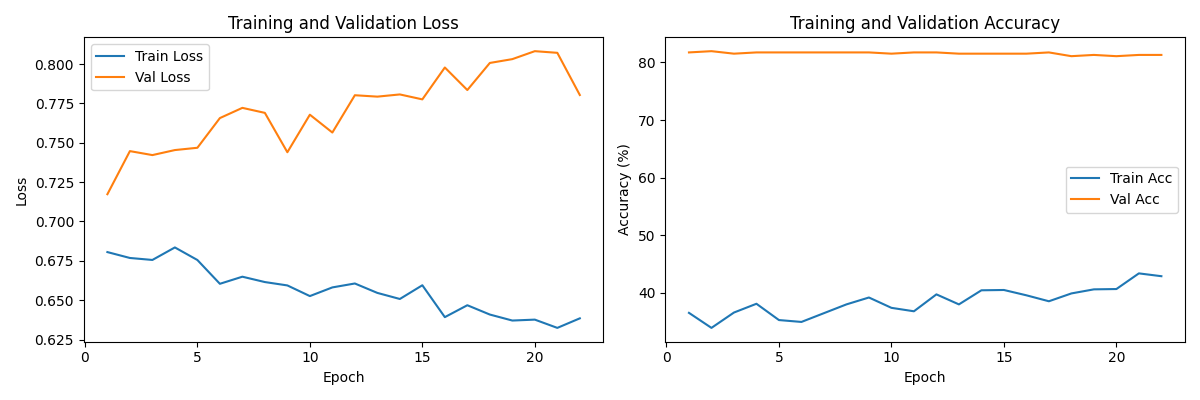 Training and Validation Loss
Train Loss
Val Loss
0.800
0.775
0.750
0.725
0.700
0.675
0.650
0.625
Loss
0
5
10
15
20
Epoch
Training and Validation Accuracy
80
70
60
50
40
Accuracy (%)
Train Acc
Val Acc
0
5
10
15
20
Epoch